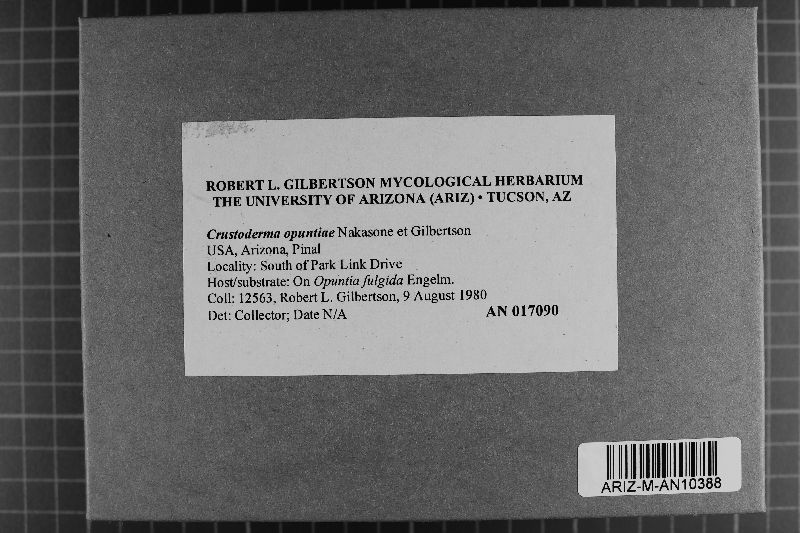 ROBERT L. GILBERTSON MYCOLOGICAL HERBARIUM
THE UNIVERSITY OF ARIZONA (ARIZ) • TUCSON, AZ
Crustoderma opuntiae Nakasone et Gilbertson
USA, Arizona, Pinal
Locality: South of Park Link Drive
Host/substrate: On Opuntia fulgida Engelm.
Coll: 12563, Robert L. Gilbertson, 9 August 1980
Det: Collector; Date N/A AN 017090
ARIZ-M-AN10388